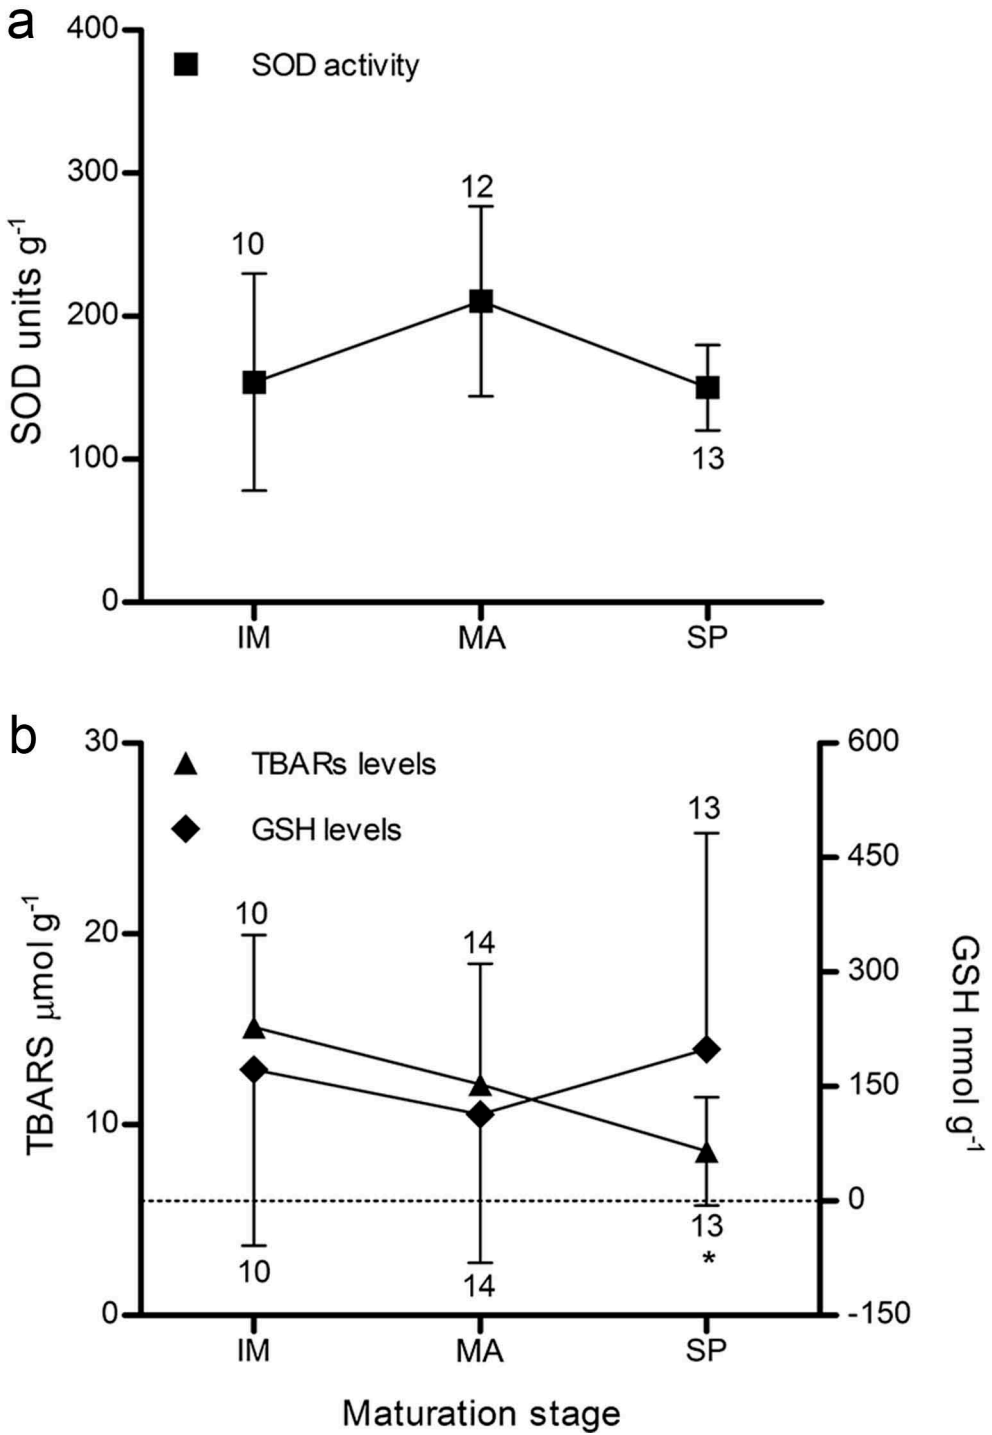 a
400
SOD activity
300
200
100
0
SOD units g-1
10
12
13
IM MA SP
b
30
20
10
0
TBARS µmol g-1
TBARs levels
GSH levels
10
14
13
10
14
13
*
600
450
300
150
0
-150
GSH nmol g-1
IM MA SP
Maturation stage